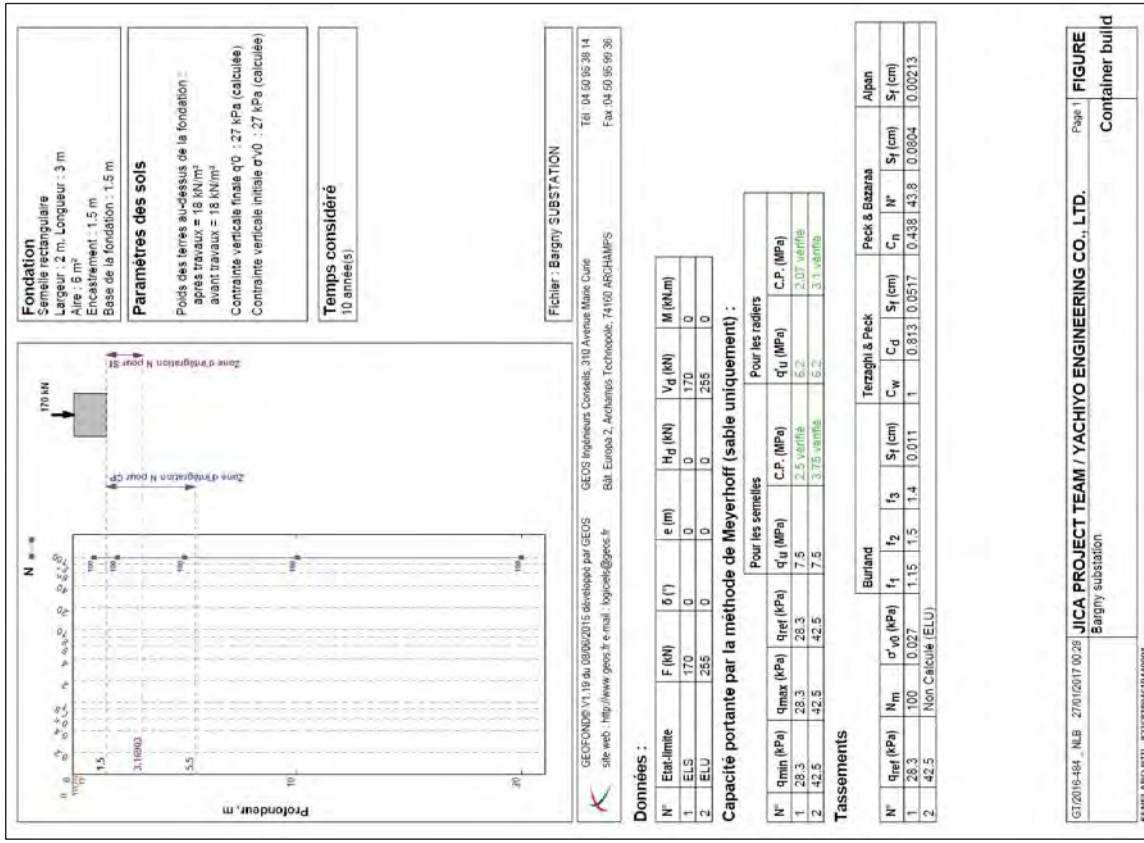 Fondation
Semelle rectangulaire
Largeur : 2 m, Longueur : 3 m
Aire : 6 m²
Encastrement : 1.5 m
Base de la fondation : 1.5 m
Paramètres des sols
Poids des terres au-dessus de la fondation :
après travaux = 18 kN/m³
avant travaux = 18 kN/m³
Contrainte verticale finale q'0 : 27 kPa (calculée)
Contrainte verticale initiale σ'v0 : 27 kPa (calculée)
Temps considéré
10 année(s)
Fichier : Bargny SUBSTATION
170 kN
Zone d'intégration N pour Sf
Zone d'intégration N pour CP
N
1.5
3.16903
5.5
10
20
Profondeur, m
GEOFOND® V1.19 du 08/06/2015 développé par GEOS
site web : http://www.geos.fr e-mail : logiciels@geos.fr
GEOS Ingénieurs Conseils, 310 Avenue Marie Curie
Bât. Europa 2, Archamps Technopole, 74160 ARCHAMPS
Tél : 04 50 95 38 14
Fax : 04 50 95 99 36
Données :
N° Etat-limite F (kN) δ (°) e (m) Hd (kN) Vd (kN) M (kN.m)
1 ELS 170 0 0 0 170 0
2 ELU 255 0 0 0 255 0
Capacité portante par la méthode de Meyerhoff (sable uniquement) :
Pour les semelles Pour les radiers
N° qmin (kPa) qmax (kPa) qref (kPa) q'u (MPa) C.P. (MPa) q'u (MPa) C.P. (MPa)
1 28.3 28.3 28.3 7.5 2.5 vérifié 6.2 2.07 vérifié
2 42.5 42.5 42.5 7.5 3.75 vérifié 6.2 3.1 vérifié
Tassements
Burland Terzaghi & Peck Peck & Bazaraa Alpan
N° qref (kPa) Nm σ'v0 (kPa) f1 f2 f3 Sf (cm) Cw Cd Sf (cm) Cn N° Sf (cm) Sf (cm)
1 28.3 100 0.027 1.15 1.5 1.4 0.011 1 0.813 0.0517 0.438 43.8 0.0804 0.00213
2 42.5 Non Calculé (ELU)
GT/2016-484 _ NLB 27/01/2017 00:29
JICA PROJECT TEAM / YACHIYO ENGINEERING CO., LTD.
Page 1
FIGURE
Bargny substation
Container build